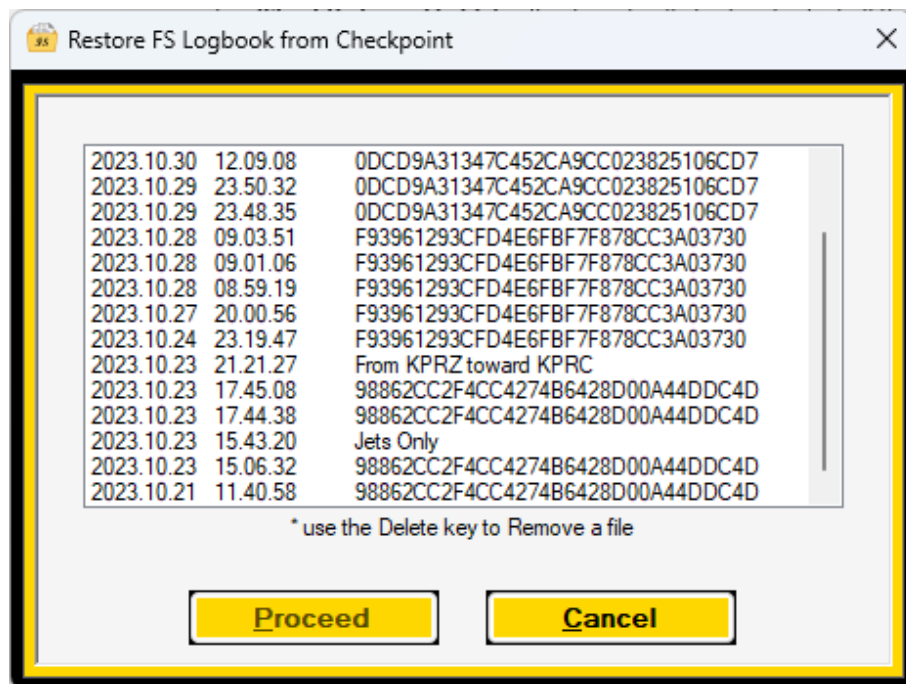 Restore FS Logbook from Checkpoint
2023.10.30 12.09.08 0DCD9A31347C452CA9CC023825106CD7
2023.10.29 23.50.32 0DCD9A31347C452CA9CC023825106CD7
2023.10.29 23.48.35 0DCD9A31347C452CA9CC023825106CD7
2023.10.28 09.03.51 F93961293CFD4E6FBF7F878CC3A03730
2023.10.28 09.01.06 F93961293CFD4E6FBF7F878CC3A03730
2023.10.28 08.59.19 F93961293CFD4E6FBF7F878CC3A03730
2023.10.27 20.00.56 F93961293CFD4E6FBF7F878CC3A03730
2023.10.24 23.19.47 F93961293CFD4E6FBF7F878CC3A03730
2023.10.23 21.21.27 From KPRZ toward KPRC
2023.10.23 17.45.08 98862CC2F4CC4274B6428D00A44DDC4D
2023.10.23 17.44.38 98862CC2F4CC4274B6428D00A44DDC4D
2023.10.23 15.43.20 Jets Only
2023.10.23 15.06.32 98862CC2F4CC4274B6428D00A44DDC4D
2023.10.21 11.40.58 98862CC2F4CC4274B6428D00A44DDC4D
* use the Delete key to Remove a file
Proceed Cancel